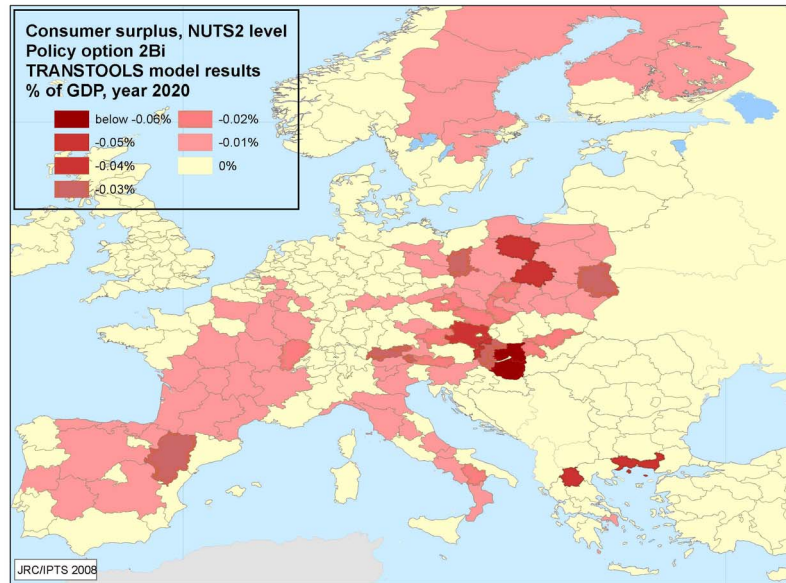 Consumer surplus, NUTS2 level
Policy option 2Bi
TRANSTOOLS model results
% of GDP, year 2020
below -0.06%
-0.02%
-0.05%
-0.01%
-0.04%
0%
-0.03%
JRC/IPTS 2008